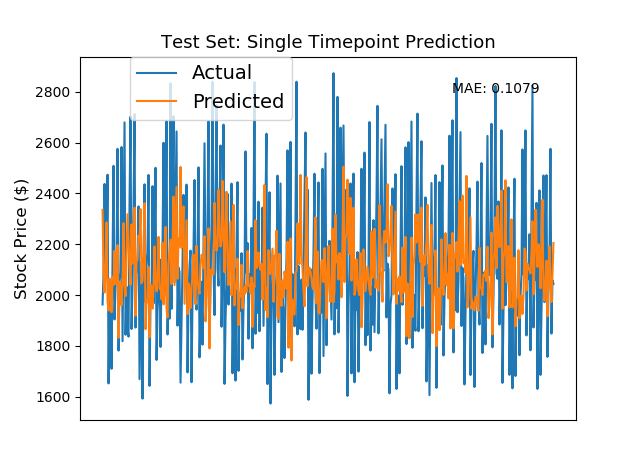 Test Set: Single Timepoint Prediction
Actual
Predicted
MAE: 0.1079
Stock Price ($)
2800
2600
2400
2200
2000
1800
1600